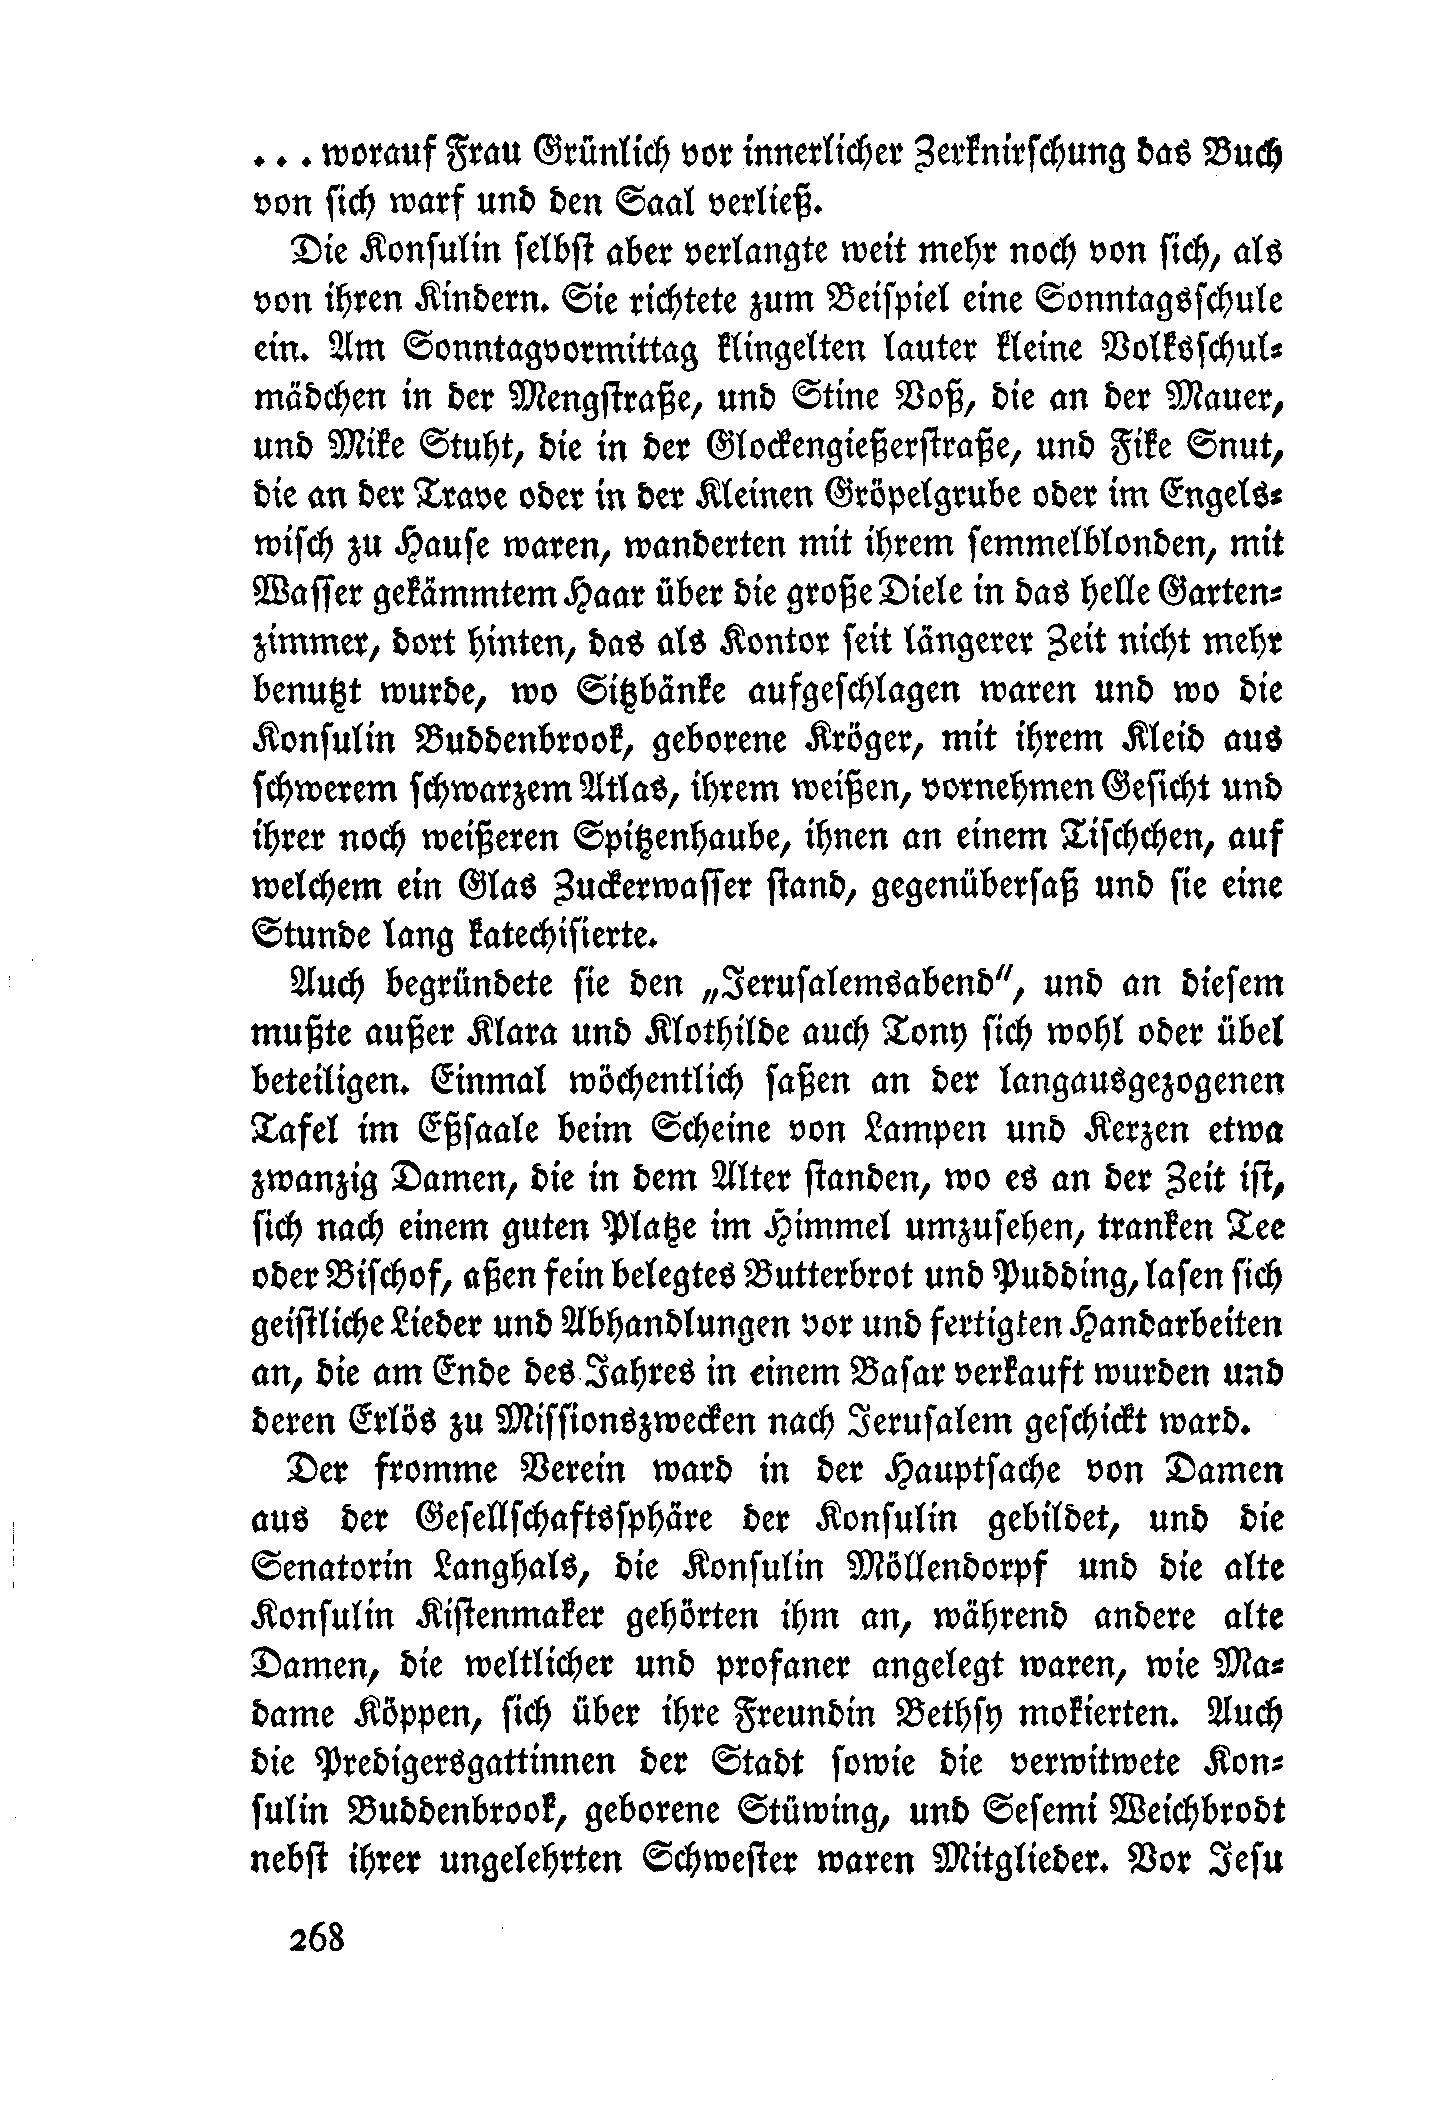 . . . worauf Frau Grünlich vor innerlicher Zerknirschung das Buch
von sich warf und den Saal verließ.
Die Konsulin selbst aber verlangte weit mehr noch von sich, als
von ihren Kindern. Sie richtete zum Beispiel eine Sonntagsschule
ein. Am Sonntagvormittag klingelten lauter kleine Volksschul-
mädchen in der Mengstraße, und Stine Voß, die an der Mauer,
und Mike Stuht, die in der Glockengießerstraße, und Fike Snut,
die an der Trave oder in der Kleinen Gröpelgrube oder im Engels-
wisch zu Hause waren, wanderten mit ihrem semmelblonden, mit
Wasser gekämmtem Haar über die große Diele in das helle Garten-
zimmer, dort hinten, das als Kontor seit längerer Zeit nicht mehr
benutzt wurde, wo Sitzbänke aufgeschlagen waren und wo die
Konsulin Buddenbrook, geborene Kröger, mit ihrem Kleid aus
schwerem schwarzem Atlas, ihrem weißen, vornehmen Gesicht und
ihrer noch weißeren Spitzenhaube, ihnen an einem Tischchen, auf
welchem ein Glas Zuckerwasser stand, gegenübersaß und sie eine
Stunde lang katechisierte.
Auch begründete sie den „Jerusalemsabend“, und an diesem
mußte außer Klara und Klothilde auch Tony sich wohl oder übel
beteiligen. Einmal wöchentlich saßen an der langausgezogenen
Tafel im Eßsaale beim Scheine von Lampen und Kerzen etwa
zwanzig Damen, die in dem Alter standen, wo es an der Zeit ist,
sich nach einem guten Platze im Himmel umzusehen, tranken Tee
oder Bischof, aßen fein belegtes Butterbrot und Pudding, lasen sich
geistliche Lieder und Abhandlungen vor und fertigten Handarbeiten
an, die am Ende des Jahres in einem Basar verkauft wurden und
deren Erlös zu Missionszwecken nach Jerusalem geschickt ward.
Der fromme Verein ward in der Hauptsache von Damen
aus der Gesellschaftssphäre der Konsulin gebildet, und die
Senatorin Langhals, die Konsulin Möllendorpf und die alte
Konsulin Kistenmaker gehörten ihm an, während andere alte
Damen, die weltlicher und profaner angelegt waren, wie Ma-
dame Köppen, sich über ihre Freundin Bethsy mokierten. Auch
die Predigersgattinnen der Stadt sowie die verwitwete Kon-
sulin Buddenbrook, geborene Stüwing, und Sesemi Weichbrodt
nebst ihrer ungelehrten Schwester waren Mitglieder. Vor Jesu
268